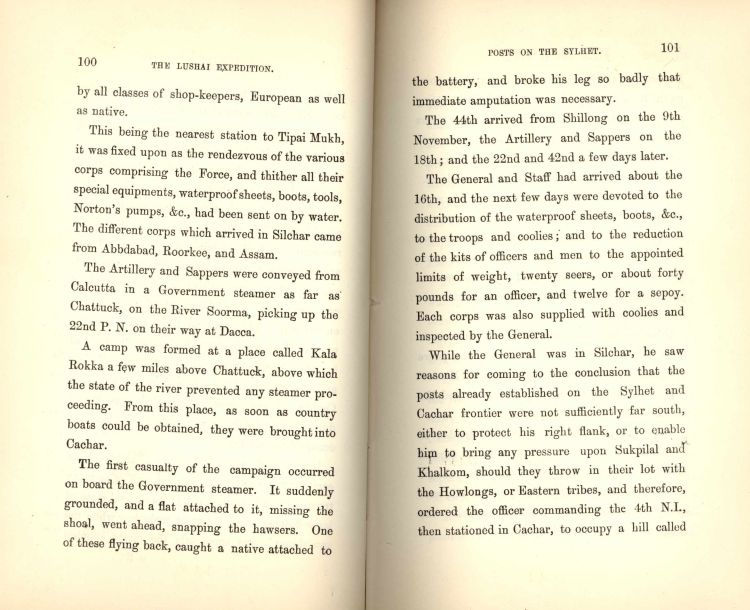 100
THE LUSHAI EXPEDITION.
by all classes of shop-keepers, European as well
as native.
This being the nearest station to Tipai Mukh,
it was fixed upon as the rendezvous of the various
corps comprising the Force, and thither all their
special equipments, waterproof sheets, boots, tools,
Norton's pumps, &c., had been sent on by water.
The different corps which arrived in Silchar came
from Abbdabad, Roorkee, and Assam.
The Artillery and Sappers were conveyed from
Calcutta in a Government steamer as far as
Chattuck, on the River Soorma, picking up the
22nd P. N. on their way at Dacca.
A camp was formed at a place called Kala
Rokka a few miles above Chattuck, above which
the state of the river prevented any steamer pro-
ceeding. From this place, as soon as country
boats could be obtained, they were brought into
Cachar.
The first casualty of the campaign occurred
on board the Government steamer. It suddenly
grounded, and a flat attached to it, missing the
shoal, went ahead, snapping the hawsers. One
of these flying back, caught a native attached to
POSTS ON THE SYLHET.
101
the battery, and broke his leg so badly that
immediate amputation was necessary.
The 44th arrived from Shillong on the 9th
November, the Artillery and Sappers on the
18th; and the 22nd and 42nd a few days later.
The General and Staff had arrived about the
16th, and the next few days were devoted to the
distribution of the waterproof sheets, boots, &c.,
to the troops and coolies; and to the reduction
of the kits of officers and men to the appointed
limits of weight, twenty seers, or about forty
pounds for an officer, and twelve for a sepoy.
Each corps was also supplied with coolies and
inspected by the General.
While the General was in Silchar, he saw
reasons for coming to the conclusion that the
posts already established on the Sylhet and
Cachar frontier were not sufficiently far south,
either to protect his right flank, or to enable
him to bring any pressure upon Sukpilal and
Khalkom, should they throw in their lot with
the Howlongs, or Eastern tribes, and therefore,
ordered the officer commanding the 4th N.I.,
then stationed in Cachar, to occupy a hill called